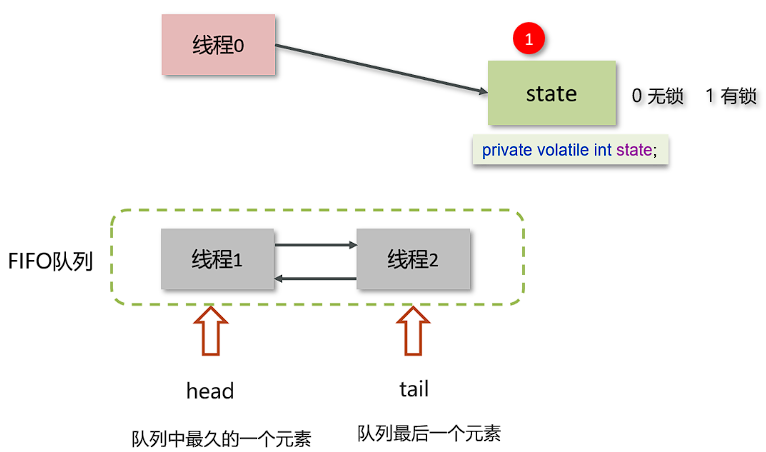 线程0
1
state
0 无锁 1 有锁
private volatile int state;
FIFO队列
线程1
线程2
head
tail
队列中最久的一个元素
队列最后一个元素